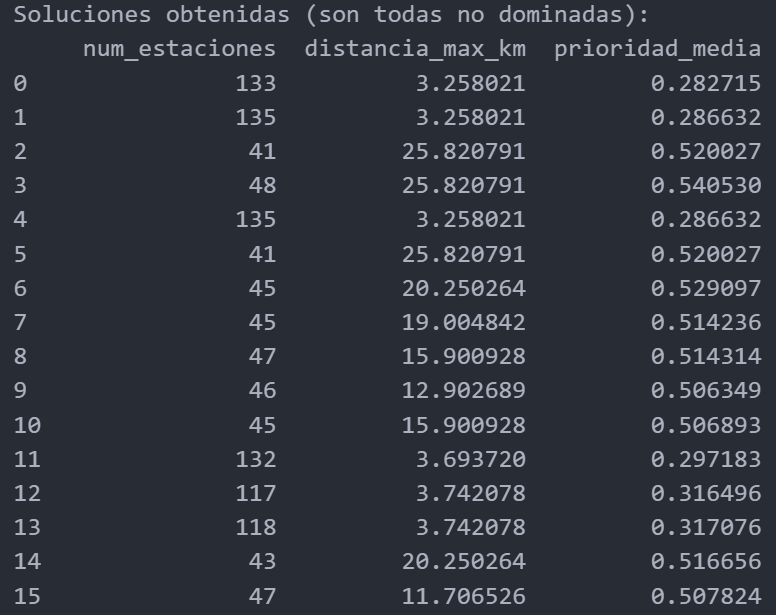 Soluciones obtenidas (son todas no dominadas):
num_estaciones distancia_max_km prioridad_media
0 133 3.258021 0.282715
1 135 3.258021 0.286632
2 41 25.820791 0.520027
3 48 25.820791 0.540530
4 135 3.258021 0.286632
5 41 25.820791 0.520027
6 45 20.250264 0.529097
7 45 19.004842 0.514236
8 47 15.900928 0.514314
9 46 12.902689 0.506349
10 45 15.900928 0.506893
11 132 3.693720 0.297183
12 117 3.742078 0.316496
13 118 3.742078 0.317076
14 43 20.250264 0.516656
15 47 11.706526 0.507824